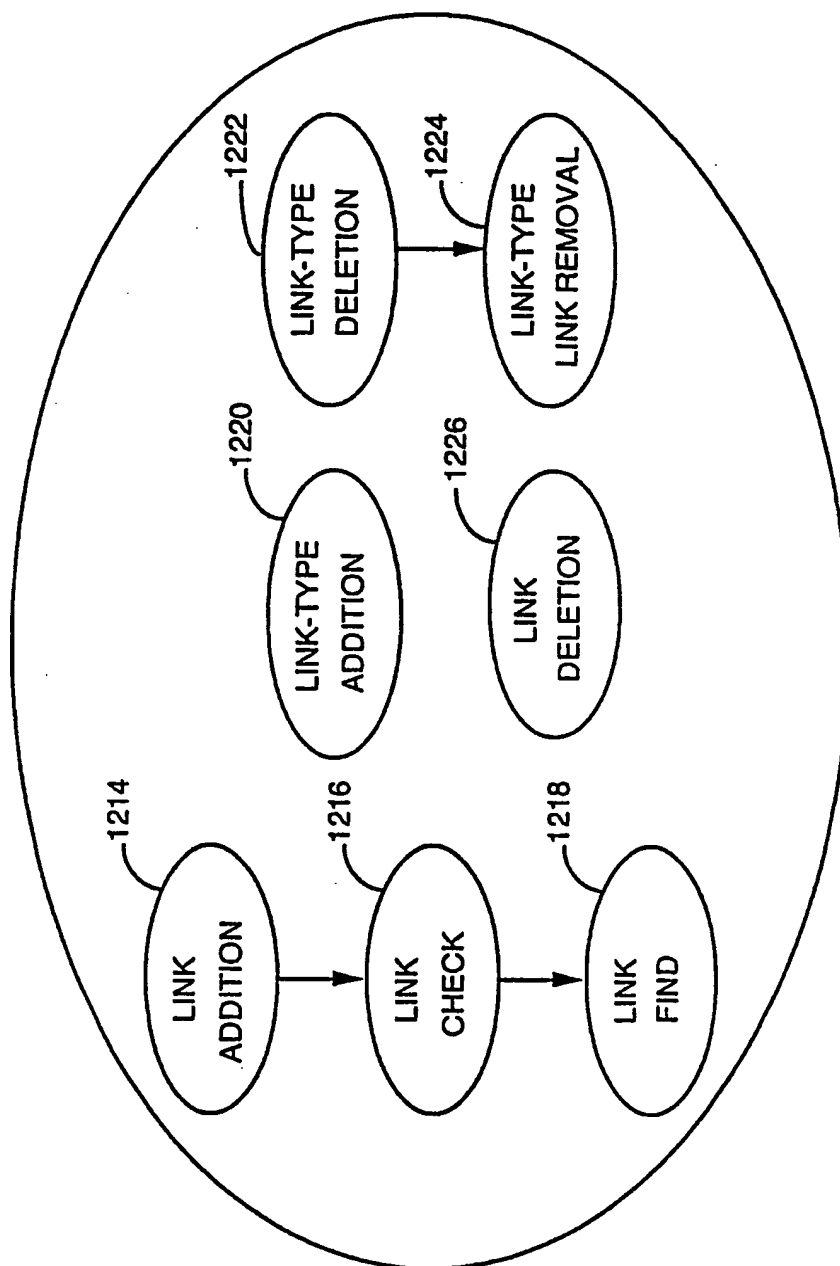 1214
LINK
ADDITION
1216
LINK
CHECK
1218
LINK
FIND
1220
LINK-TYPE
ADDITION
1226
LINK
DELETION
1222
LINK-TYPE
DELETION
1224
LINK-TYPE
LINK REMOVAL